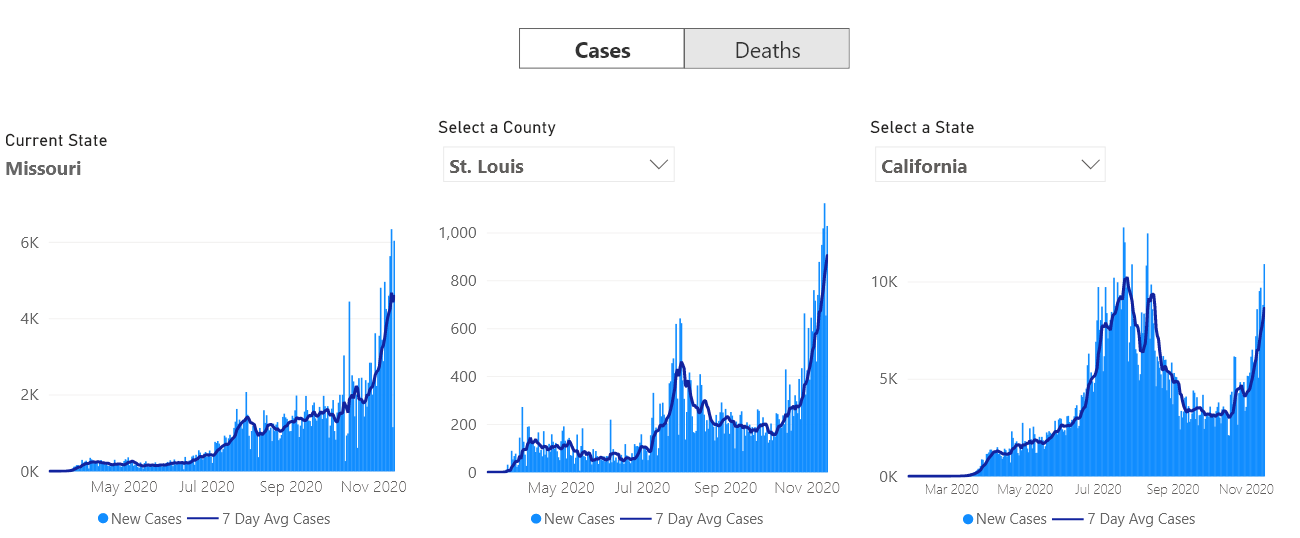 Cases Deaths
Current State
Missouri
6K
4K
2K
0K
May 2020 Jul 2020 Sep 2020 Nov 2020
New Cases 7 Day Avg Cases
Select a County
St. Louis
1,000
800
600
400
200
0
May 2020 Jul 2020 Sep 2020 Nov 2020
New Cases 7 Day Avg Cases
Select a State
California
10K
5K
0K
Mar 2020 May 2020 Jul 2020 Sep 2020 Nov 2020
New Cases 7 Day Avg Cases